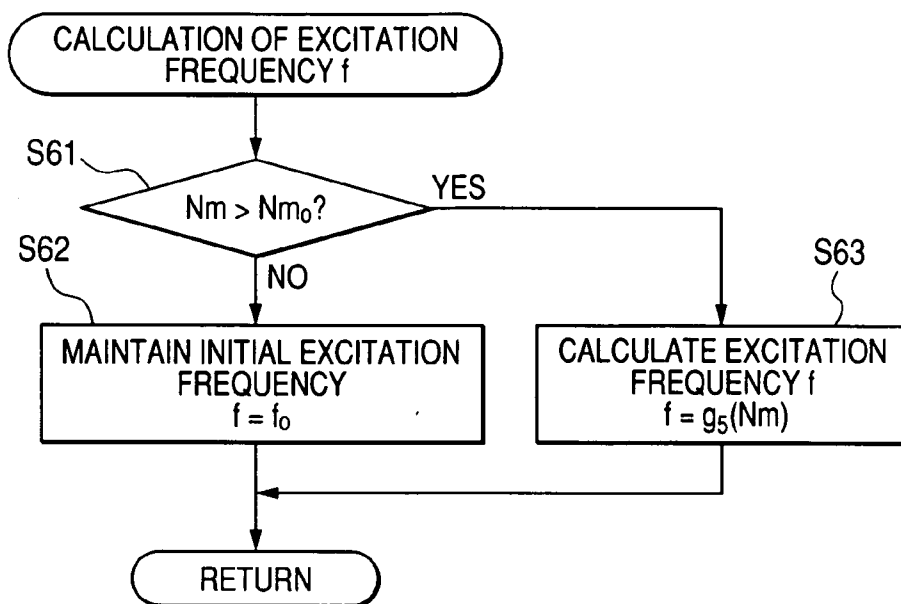 CALCULATION OF EXCITATION
FREQUENCY f
S61
Nm > Nm₀?
YES
S62
NO
S63
MAINTAIN INITIAL EXCITATION
FREQUENCY
f = f₀
CALCULATE EXCITATION
FREQUENCY f
f = g₅(Nm)
RETURN